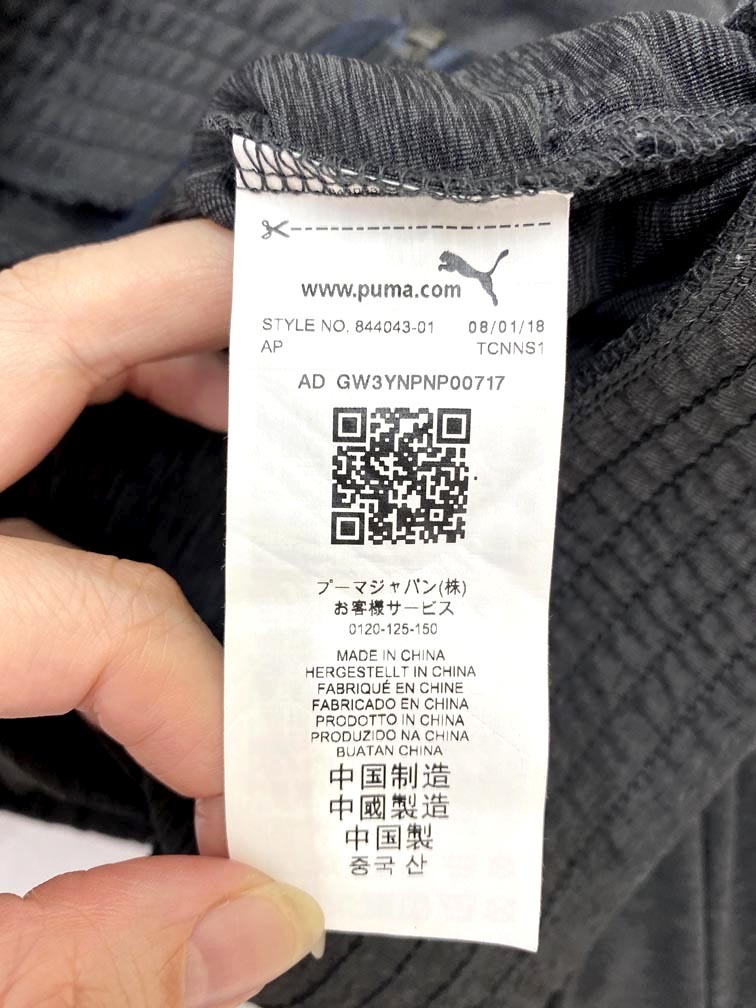 www.puma.com
STYLE NO. 844043-01 08/01/18
AP TCNNS1
AD GW3YNPNP00717
プーマジャパン(株)
お客様サービス
0120-125-150
MADE IN CHINA
HERGESTELLT IN CHINA
FABRIQUÉ EN CHINE
FABRICADO EN CHINA
PRODOTTO IN CHINA
PRODUZIDO NA CHINA
BUATAN CHINA
中国制造
中國製造
中国製
중국 산